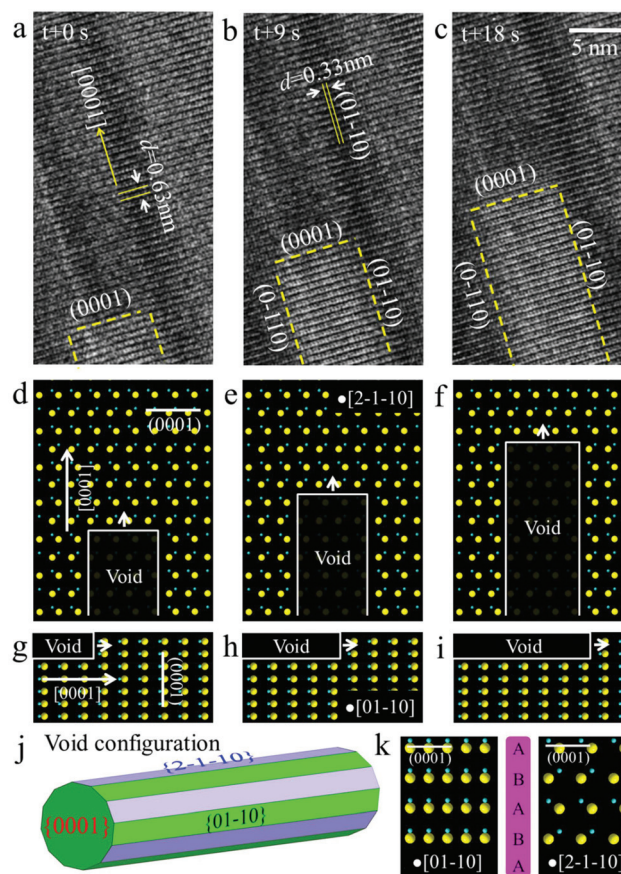 a
t+0 s
[0001]
d=0.63nm
(0001)
b
t+9 s
d=0.33nm
(01-10)
(0001)
(0-110)
(01-10)
c
t+18 s
5 nm
(0001)
(0-110)
(01-10)
d
(0001)
[0001]
Void
e
[2-1-10]
Void
f
Void
g
Void
[0001]
(0001)
h
Void
[01-10]
i
Void
j
Void configuration
{2-1-10}
{0001}
{01-10}
k
(0001)
[01-10]
A
B
A
B
A
(0001)
[2-1-10]